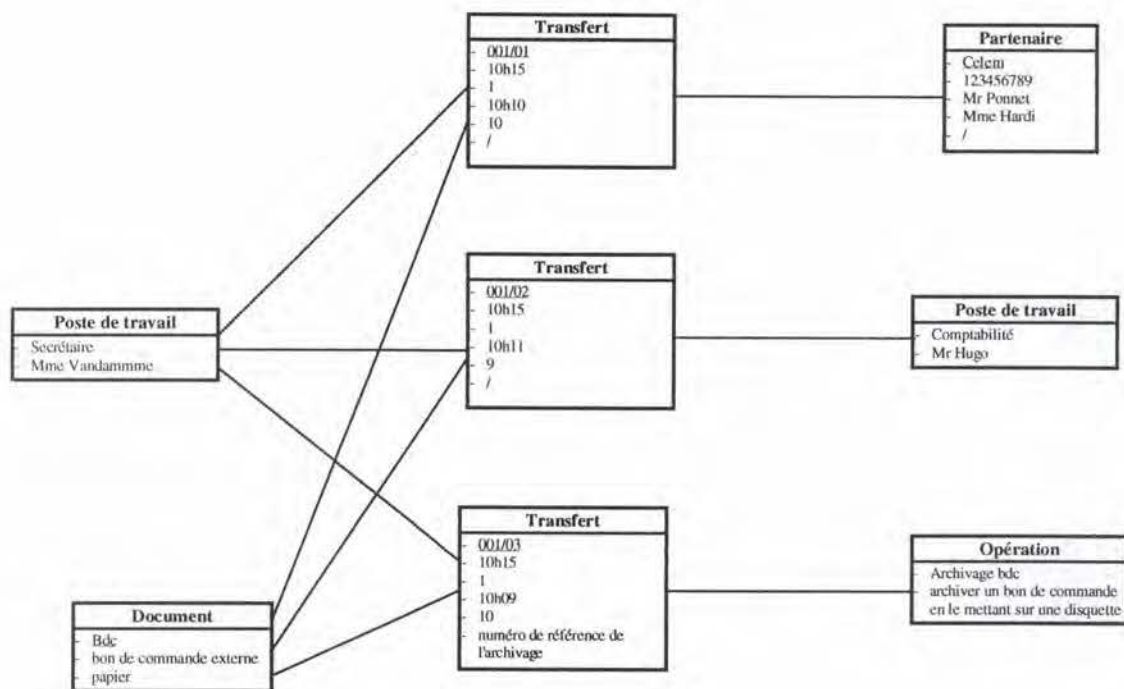 Transfert
- 001/01
- 10h15
- 1
- 10h10
- 10
- /
Partenaire
- Celem
- 123456789
- Mr Ponnet
- Mme Hardi
- /
Transfert
- 001/02
- 10h15
- 1
- 10h11
- 9
- /
Poste de travail
- Secrétaire
- Mme Vandammme
Poste de travail
- Comptabilité
- Mr Hugo
Transfert
- 001/03
- 10h15
- 1
- 10h09
- 10
- numéro de référence de
l'archivage
Opération
- Archivage bdc
- archiver un bon de commande
en le mettant sur une disquette
Document
- Bdc
- bon de commande externe
- papier